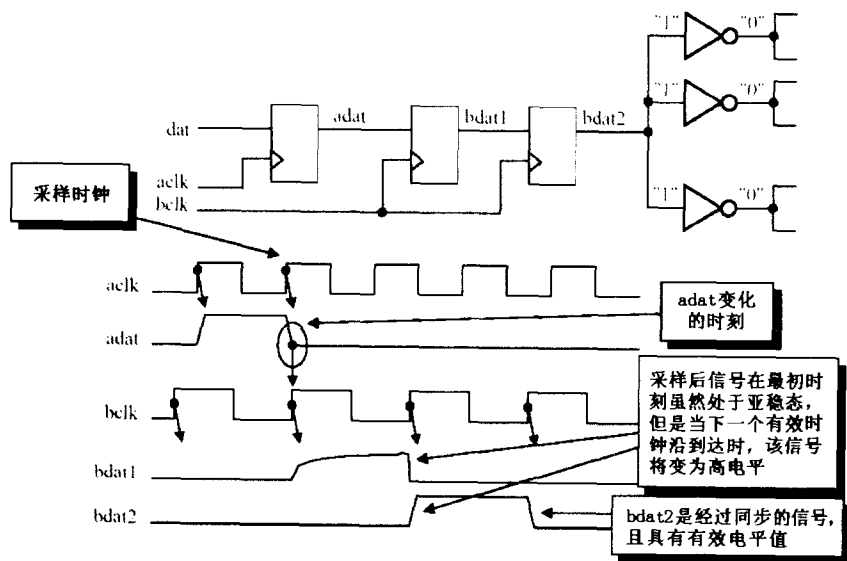 "1" "0"
"1" "0"
dat
adat
bdat1
bdat2
aclk
bclk
"1" "0"
采样时钟
aclk
adat变化
的时刻
adat
采样后信号在最初时
刻虽然处于亚稳态,
但是当下一个有效时
钟沿到达时,该信号
将变为高电平
bclk
bdat1
bdat2
bdat2是经过同步的信号,
且具有有效电平值